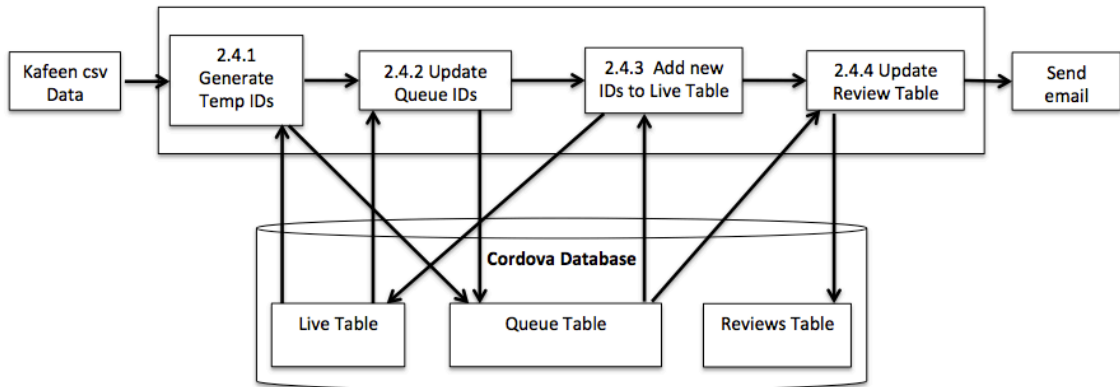 Kafeen csv
Data
2.4.1
Generate
Temp IDs
2.4.2 Update
Queue IDs
2.4.3 Add new
IDs to Live Table
2.4.4 Update
Review Table
Send
email
Cordova Database
Live Table
Queue Table
Reviews Table